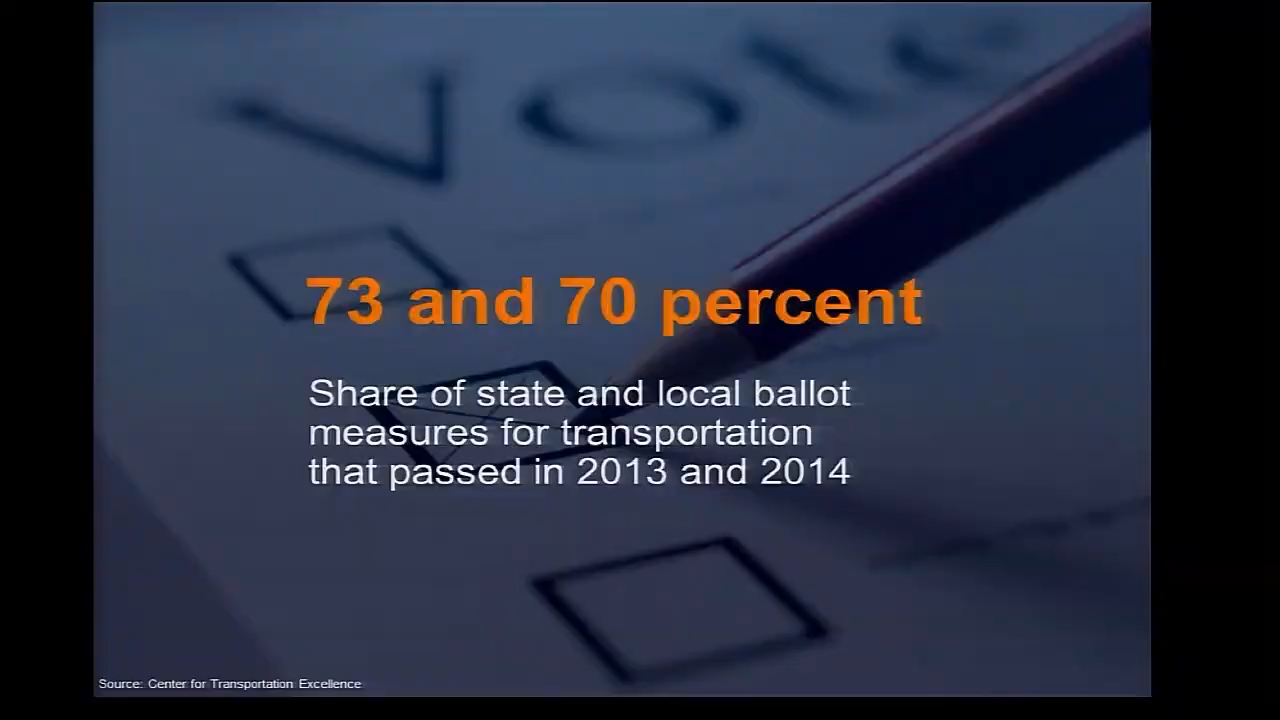 Vote
73 and 70 percent
Share of state and local ballot
measures for transportation
that passed in 2013 and 2014
Source: Center for Transportation Excellence